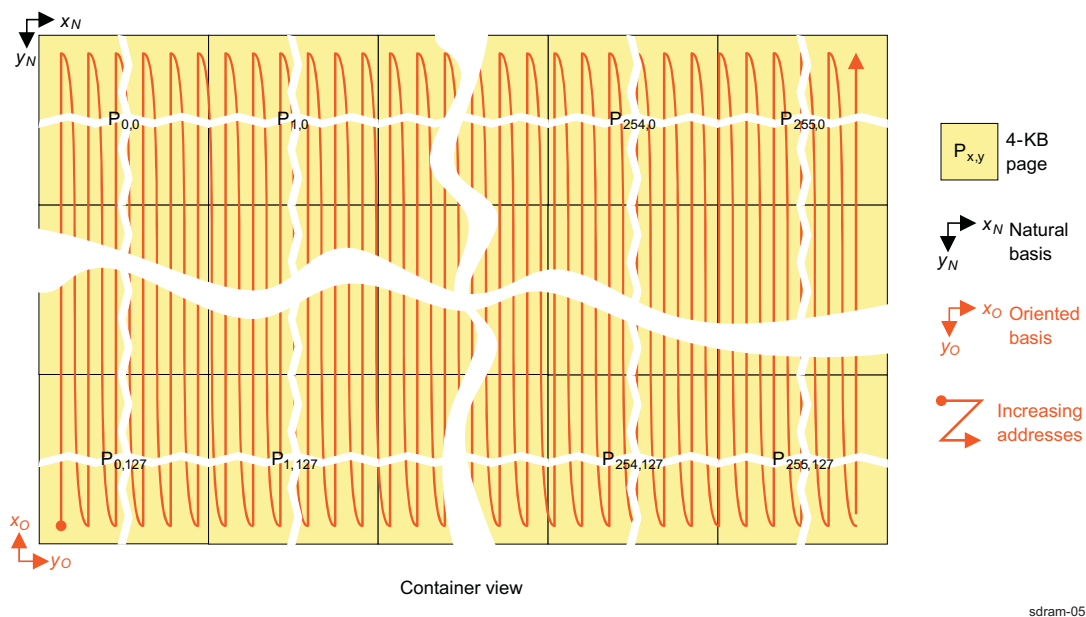 x_N
y_N
P_0,0 P_1,0 P_254,0 P_255,0
P_x,y 4-KB
page
x_N Natural
y_N basis
x_O Oriented
y_O basis
Increasing
addresses
P_0,127 P_1,127 P_254,127 P_255,127
x_O
y_O
Container view
sdram-05